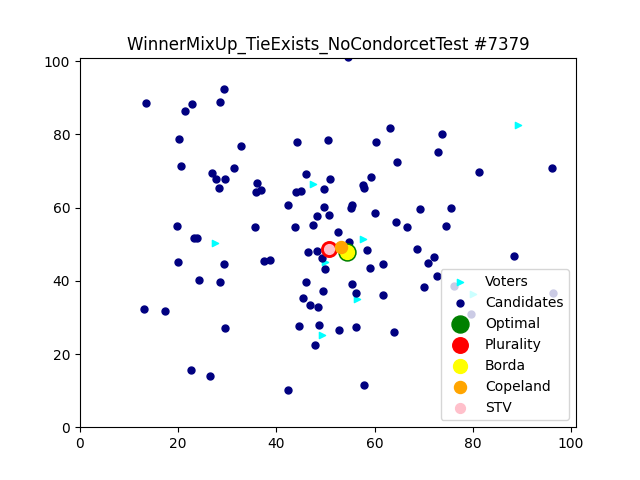 WinnerMixUp_TieExists_NoCondorcetTest #7379
100
80
60
40
20
0
0 20 40 60 80 100
Voters
Candidates
Optimal
Plurality
Borda
Copeland
STV